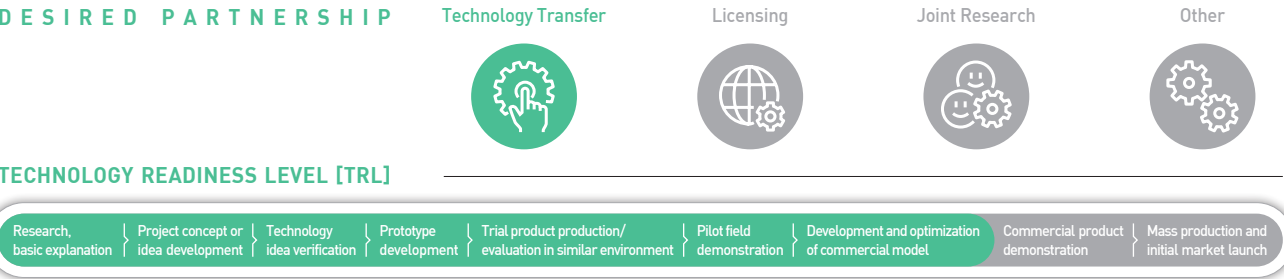 DESIRED PARTNERSHIP
Technology Transfer
Licensing
Joint Research
Other
TECHNOLOGY READINESS LEVEL [TRL]
Research,
basic explanation
Project concept or
idea development
Technology
idea verification
Prototype
development
Trial product production/
evaluation in similar environment
Pilot field
demonstration
Development and optimization
of commercial model
Commercial product
demonstration
Mass production and
initial market launch